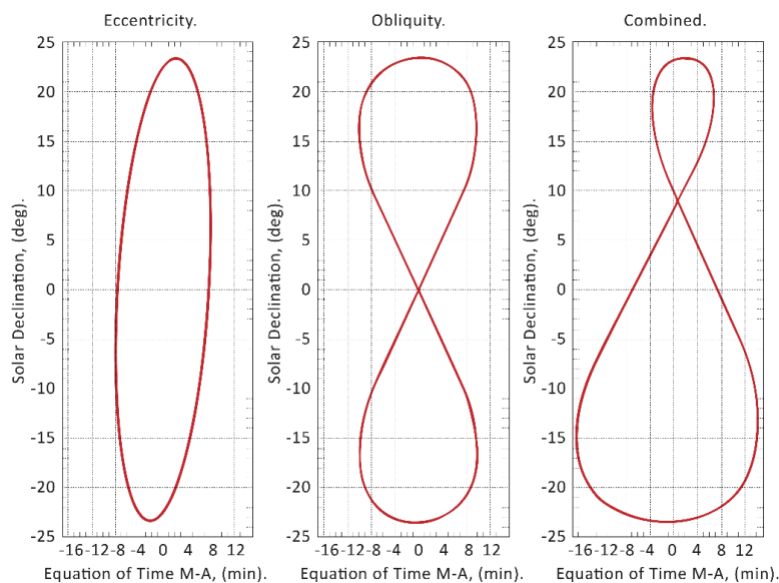 Eccentricity.
Obliquity.
Combined.
25
20
15
10
5
0
-5
-10
-15
-20
-25
Solar Declination, (deg).
-16 -12 -8 -4 0 4 8 12
Equation of Time M-A, (min).
25
20
15
10
5
0
-5
-10
-15
-20
-25
Solar Declination, (deg).
-16 -12 -8 -4 0 4 8 12
Equation of Time M-A, (min).
25
20
15
10
5
0
-5
-10
-15
-20
-25
Solar Declination, (deg).
-16 -12 -8 -4 0 4 8 12
Equation of Time M-A, (min).